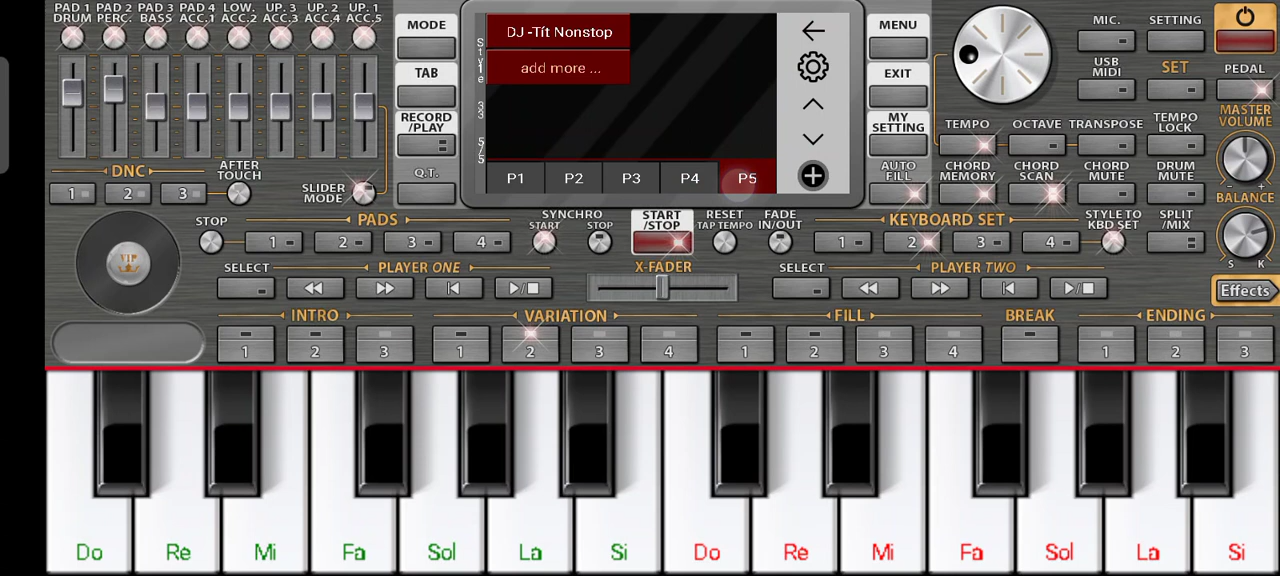 PAD 1 PAD 2 PAD 3 PAD 4 LOW. UP. 3 UP. 2 UP. 1
DRUM PERC. BASS ACC.1 ACC.2 ACC.3 ACC.4 ACC.5
DNC
1 2 3
AFTER
TOUCH
SLIDER
MODE
MODE
TAB
RECORD
/PLAY
Q.T.
Style
33
5/5
DJ -Tít Nonstop
add more ...
P1 P2 P3 P4 P5
MENU
EXIT
MY
SETTING
AUTO
FILL
MIC. SETTING
USB
MIDI
SET
PEDAL
MASTER
VOLUME
- +
BALANCE
S K
TEMPO OCTAVE TRANSPOSE TEMPO
LOCK
CHORD
MEMORY
CHORD
SCAN
CHORD
MUTE
DRUM
MUTE
VIP
STOP
PADS
1 2 3 4
SYNCHRO
START STOP
START
/STOP
RESET
TAP TEMPO
FADE
IN/OUT
KEYBOARD SET
1 2 3 4
STYLE TO
KBD SET
SPLIT
/MIX
SELECT PLAYER ONE
X-FADER
SELECT PLAYER TWO
Effects
INTRO VARIATION FILL BREAK ENDING
1 2 3 1 2 3 4 1 2 3 4 1 2 3
Do Re Mi Fa Sol La Si Do Re Mi Fa Sol La Si